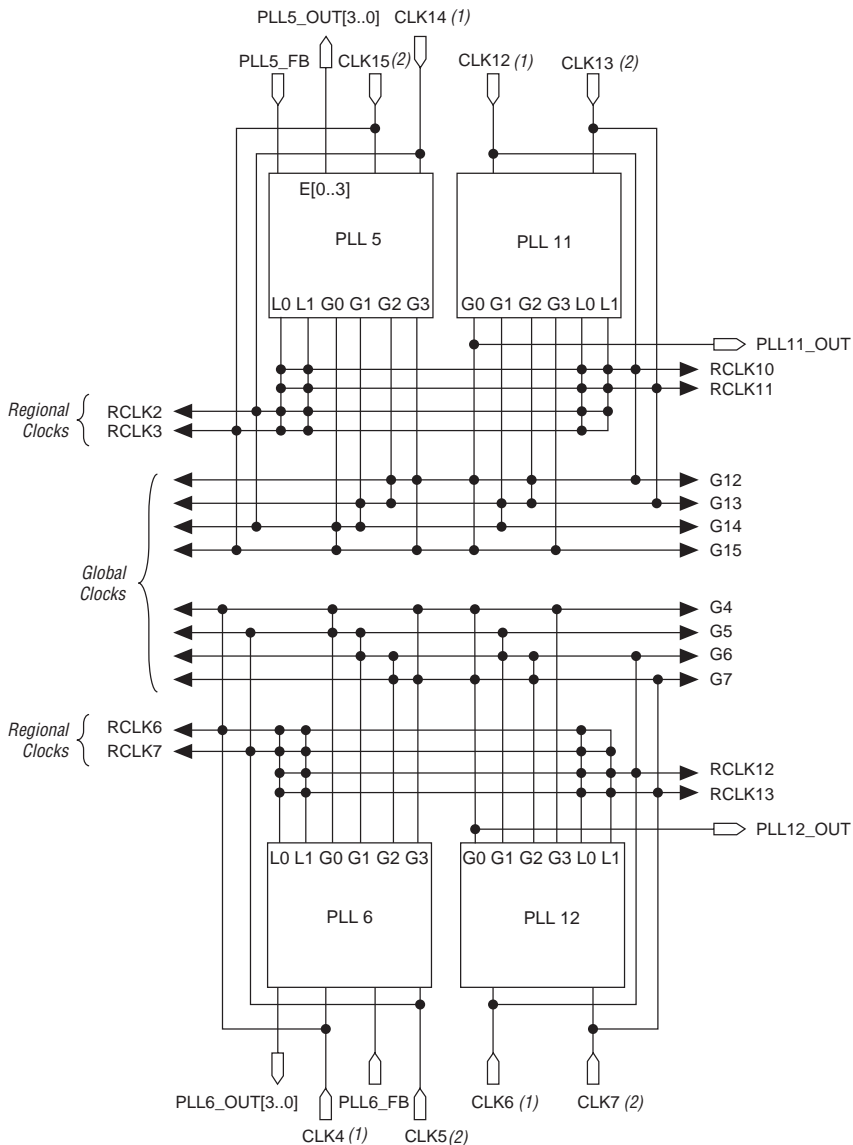 PLL5_OUT[3..0] CLK14 (1)
PLL5_FB CLK15 (2) CLK12 (1) CLK13 (2)
E[0..3]
PLL 5 PLL 11
L0 L1 G0 G1 G2 G3 G0 G1 G2 G3 L0 L1
PLL11_OUT
RCLK10
RCLK11
Regional
Clocks
RCLK2
RCLK3
G12
G13
G14
G15
Global
Clocks
G4
G5
G6
G7
Regional
Clocks
RCLK6
RCLK7
RCLK12
RCLK13
PLL12_OUT
L0 L1 G0 G1 G2 G3 G0 G1 G2 G3 L0 L1
PLL 6 PLL 12
PLL6_OUT[3..0] PLL6_FB CLK6 (1) CLK7 (2)
CLK4 (1) CLK5 (2)